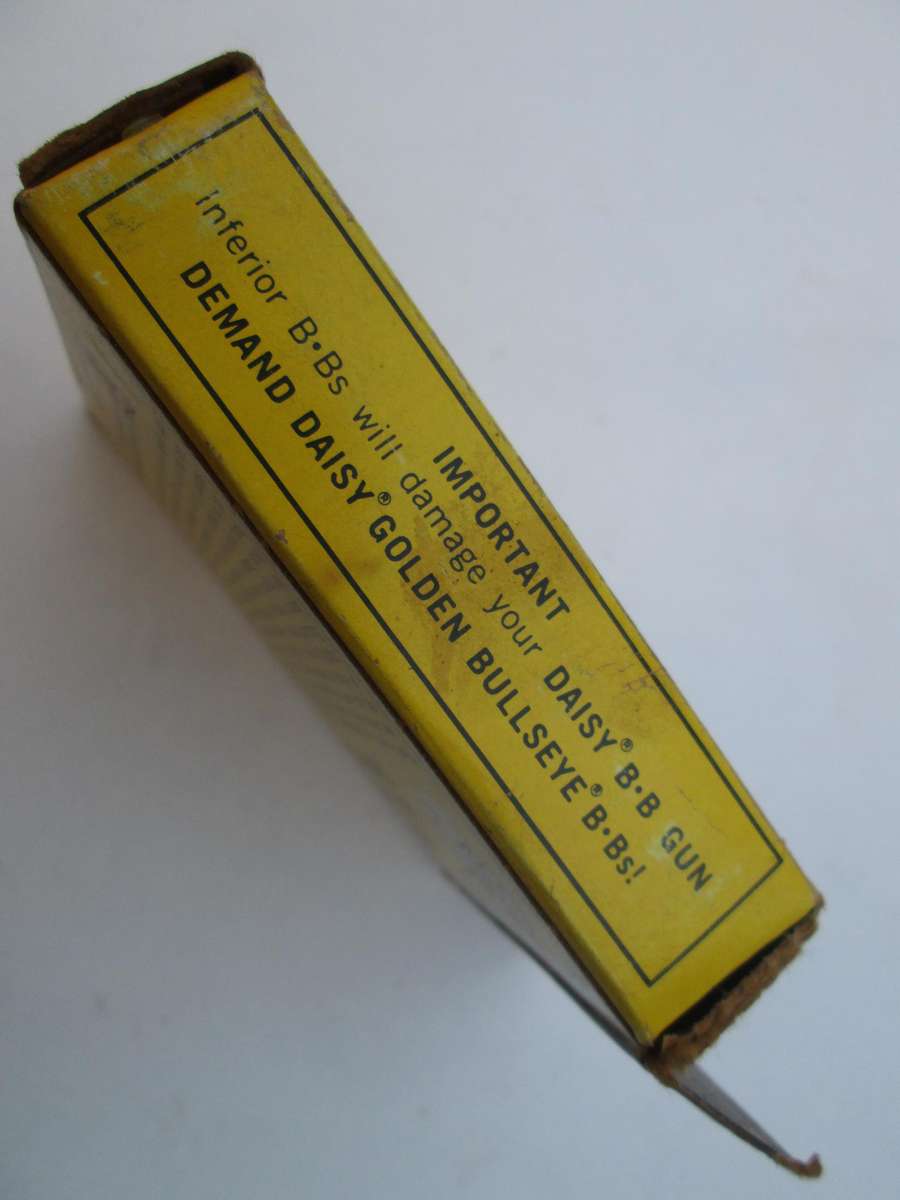 IMPORTANT
Inferior B•Bs will damage your DAISY® B•B GUN
DEMAND DAISY® GOLDEN BULLSEYE® B•Bs!